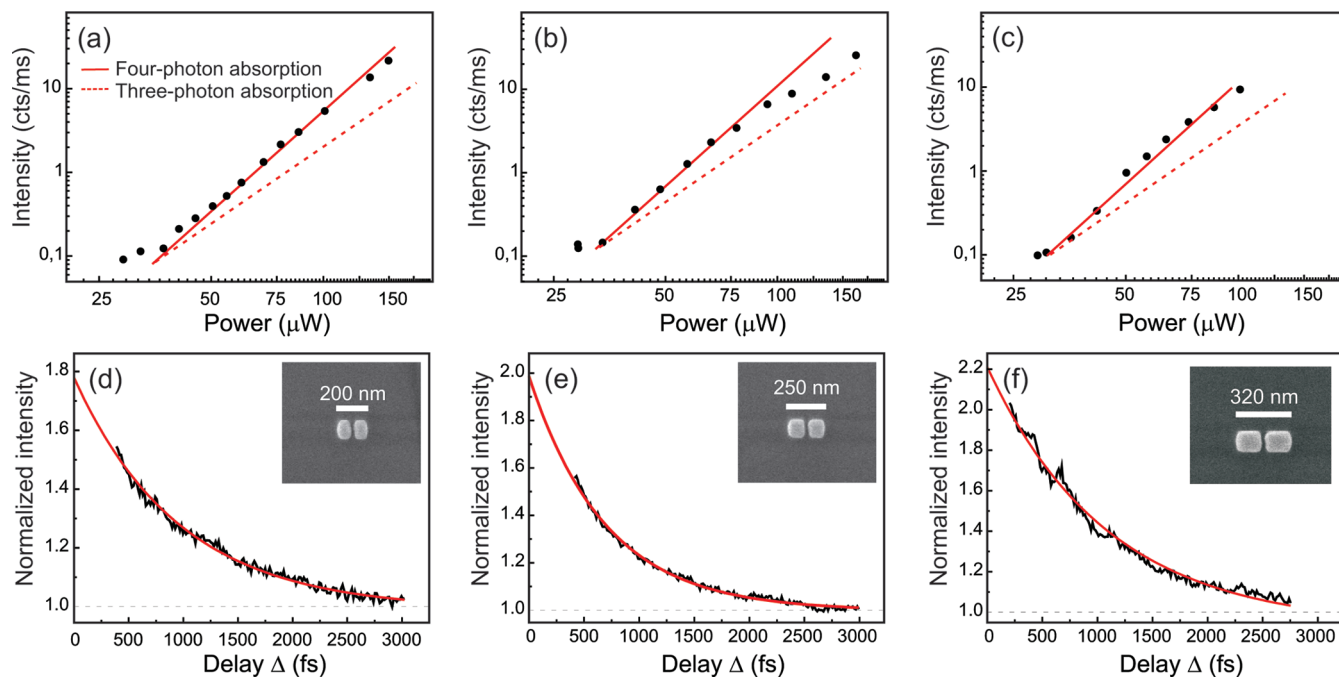 (a)
Four-photon absorption
Three-photon absorption
10
1
0,1
Intensity (cts/ms)
25 50 75 100 150
Power (μW)
(b)
10
1
0,1
Intensity (cts/ms)
25 50 75 100 150
Power (μW)
(c)
10
1
0,1
Intensity (cts/ms)
25 50 75 100 150
Power (μW)
(d)
200 nm
1.8
1.6
1.4
1.2
1.0
Normalized intensity
0 500 1000 1500 2000 2500 3000
Delay Δ (fs)
(e)
250 nm
2.0
1.8
1.6
1.4
1.2
1.0
Normalized intensity
0 500 1000 1500 2000 2500 3000
Delay Δ (fs)
(f)
320 nm
2.2
2.0
1.8
1.6
1.4
1.2
1.0
Normalized intensity
0 500 1000 1500 2000 2500 3000
Delay Δ (fs)